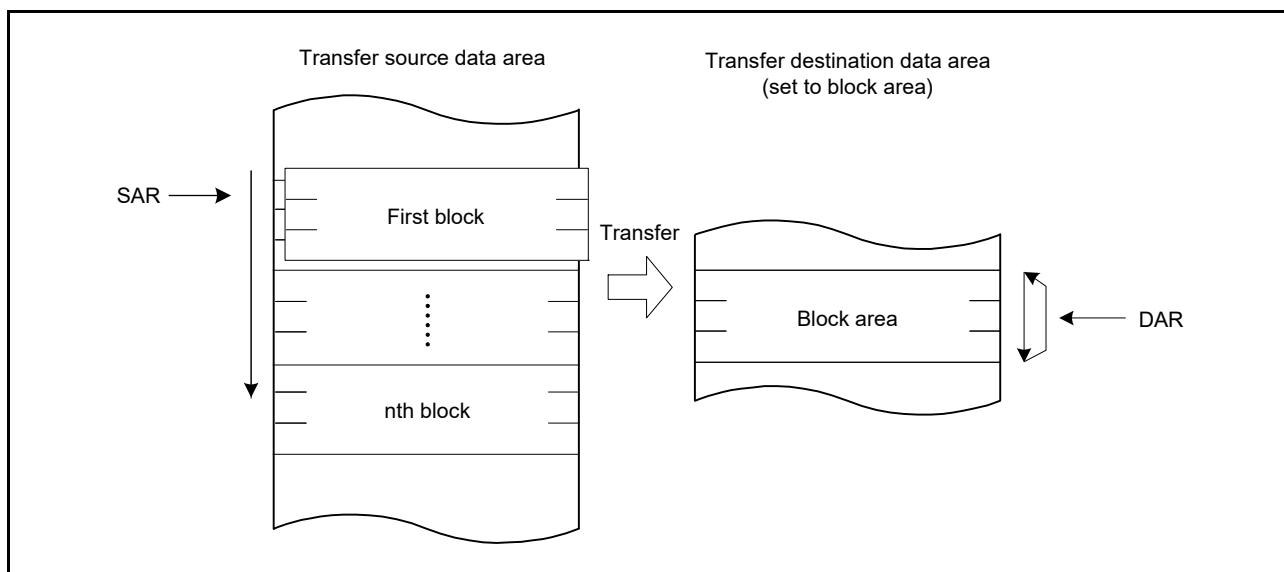 Transfer source data area
Transfer destination data area
(set to block area)
SAR
First block
Transfer
Block area
DAR
nth block